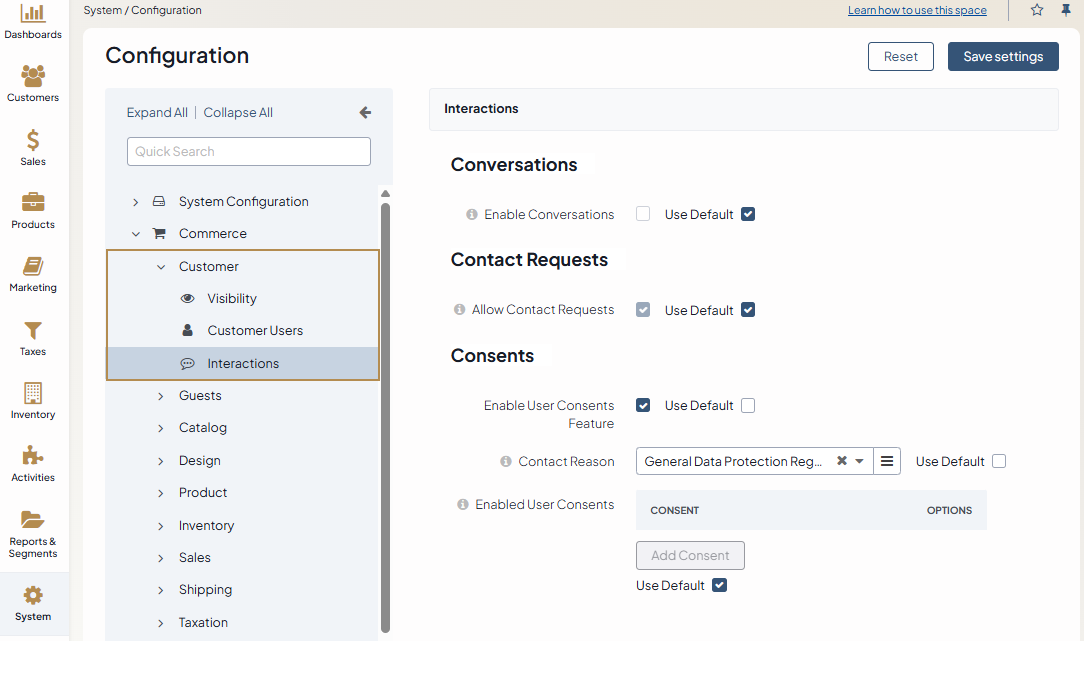 System / Configuration
Learn how to use this space
Dashboards
Customers
Sales
Products
Marketing
Taxes
Inventory
Activities
Reports &
Segments
System
Configuration
Reset
Save settings
Expand All | Collapse All
Quick Search
System Configuration
Commerce
Customer
Visibility
Customer Users
Interactions
Guests
Catalog
Design
Product
Inventory
Sales
Shipping
Taxation
Interactions
Conversations
Enable Conversations
Use Default
Contact Requests
Allow Contact Requests
Use Default
Consents
Enable User Consents
Feature
Use Default
Contact Reason
General Data Protection Reg...
Use Default
Enabled User Consents
CONSENT
OPTIONS
Add Consent
Use Default